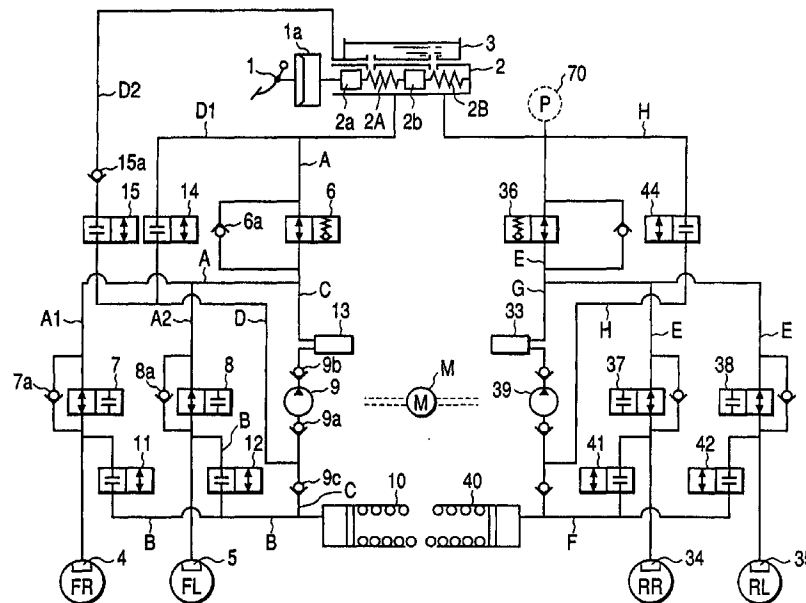 1a
3
1
2
70
P
D2
2a
2A
2b
2B
D1
H
A
15a
15
14
6
36
44
6a
A
E
C
G
A1
A2
D
13
33
H
E
E
7a
7
8a
8
9b
9
M
M
39
37
38
9a
B
11
12
41
42
9c
10
40
C
B
B
F
4
5
34
35
FR
FL
RR
RL